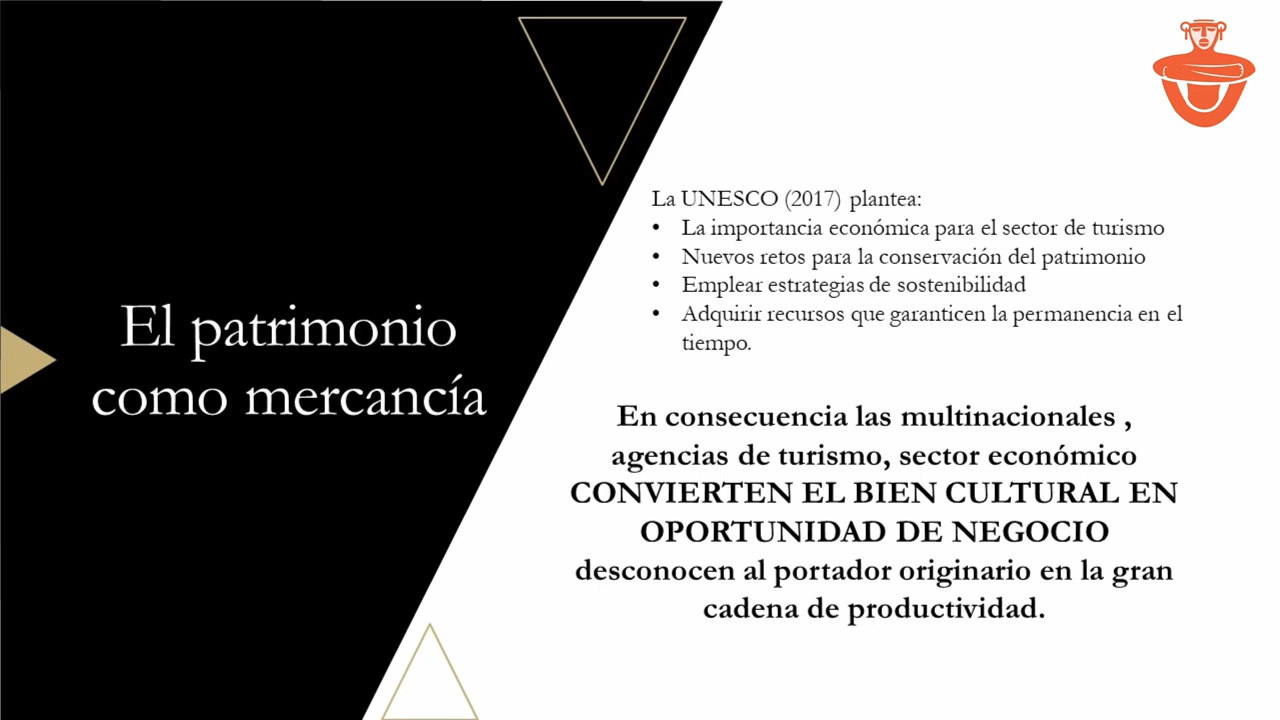 El patrimonio
como mercancía
La UNESCO (2017) plantea:
• La importancia económica para el sector de turismo
• Nuevos retos para la conservación del patrimonio
• Emplear estrategias de sostenibilidad
• Adquirir recursos que garanticen la permanencia en el
tiempo.
En consecuencia las multinacionales ,
agencias de turismo, sector económico
CONVIERTEN EL BIEN CULTURAL EN
OPORTUNIDAD DE NEGOCIO
desconocen al portador originario en la gran
cadena de productividad.